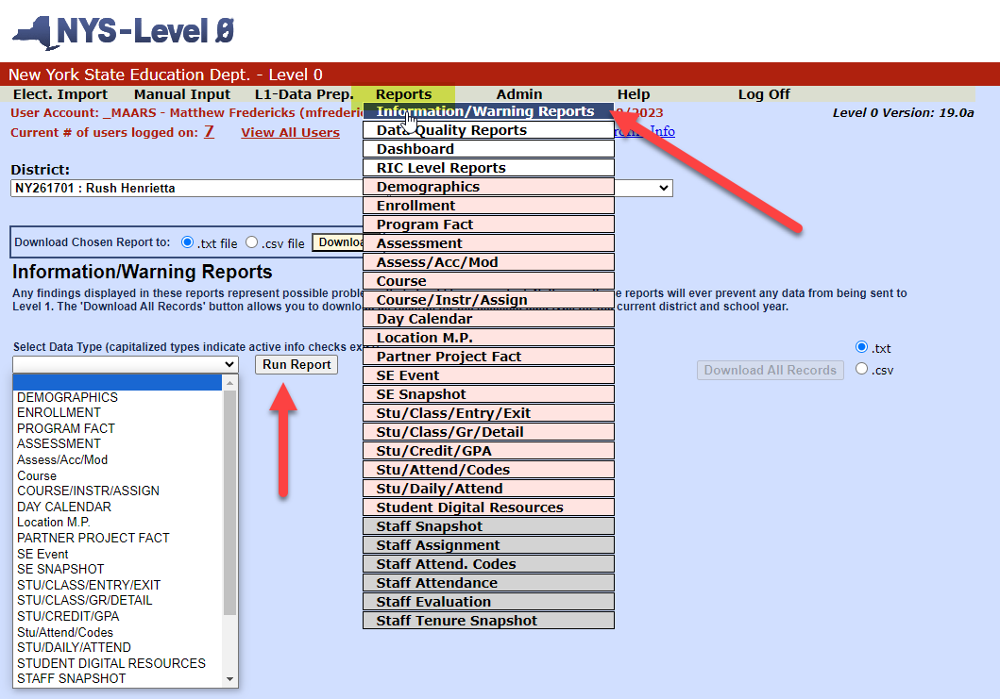 NYS-Level 0
New York State Education Dept. - Level 0
Elect. Import Manual Input L1-Data Prep. Reports Admin Help Log Off
User Account: _MAARS - Matthew Fredericks (mfrederic /2023 Level 0 Version: 19.0a
Current # of users logged on: 7 View All Users Info
District:
NY261701 : Rush Henrietta
Download Chosen Report to: .txt file .csv file Downloa
Information/Warning Reports
Any findings displayed in these reports represent possible proble reports will ever prevent any data from being sent to
Level 1. The 'Download All Records' button allows you to downlo current district and school year.
Select Data Type (capitalized types indicate active info checks ex
Run Report
.txt
Download All Records .csv
DEMOGRAPHICS
ENROLLMENT
PROGRAM FACT
ASSESSMENT
Assess/Acc/Mod
Course
COURSE/INSTR/ASSIGN
DAY CALENDAR
Location M.P.
PARTNER PROJECT FACT
SE Event
SE SNAPSHOT
STU/CLASS/ENTRY/EXIT
STU/CLASS/GR/DETAIL
STU/CREDIT/GPA
Stu/Attend/Codes
STU/DAILY/ATTEND
STUDENT DIGITAL RESOURCES
STAFF SNAPSHOT
Information/Warning Reports
Data Quality Reports
Dashboard
RIC Level Reports
Demographics
Enrollment
Program Fact
Assessment
Assess/Acc/Mod
Course
Course/Instr/Assign
Day Calendar
Location M.P.
Partner Project Fact
SE Event
SE Snapshot
Stu/Class/Entry/Exit
Stu/Class/Gr/Detail
Stu/Credit/GPA
Stu/Attend/Codes
Stu/Daily/Attend
Student Digital Resources
Staff Snapshot
Staff Assignment
Staff Attend. Codes
Staff Attendance
Staff Evaluation
Staff Tenure Snapshot